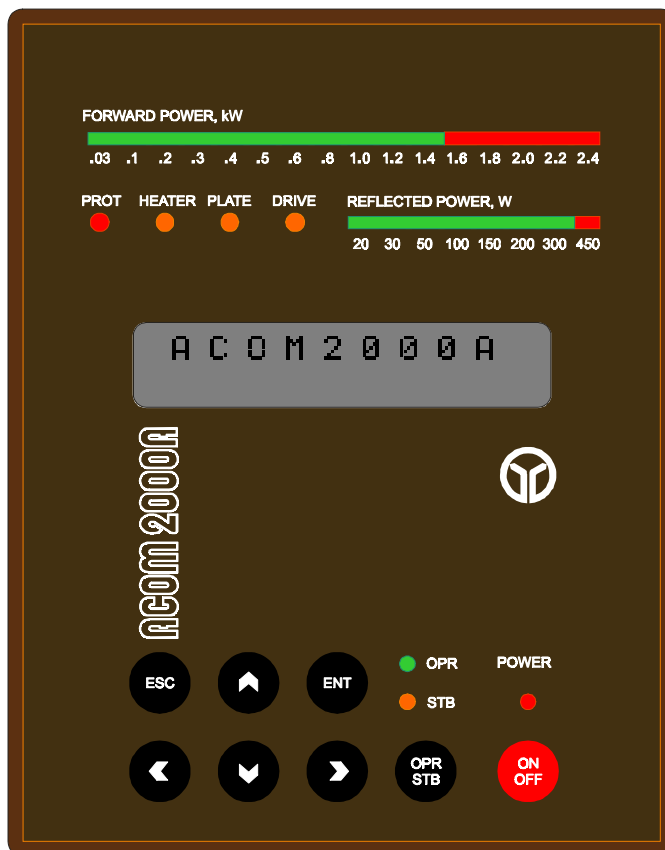 FORWARD POWER, kW
.03 .1 .2 .3 .4 .5 .6 .8 1.0 1.2 1.4 1.6 1.8 2.0 2.2 2.4
PROT HEATER PLATE DRIVE
REFLECTED POWER, W
20 30 50 100 150 200 300 450
ACOM2000A
ACOM 2000A
ESC
ENT
OPR
POWER
STB
OPR
STB
ON
OFF